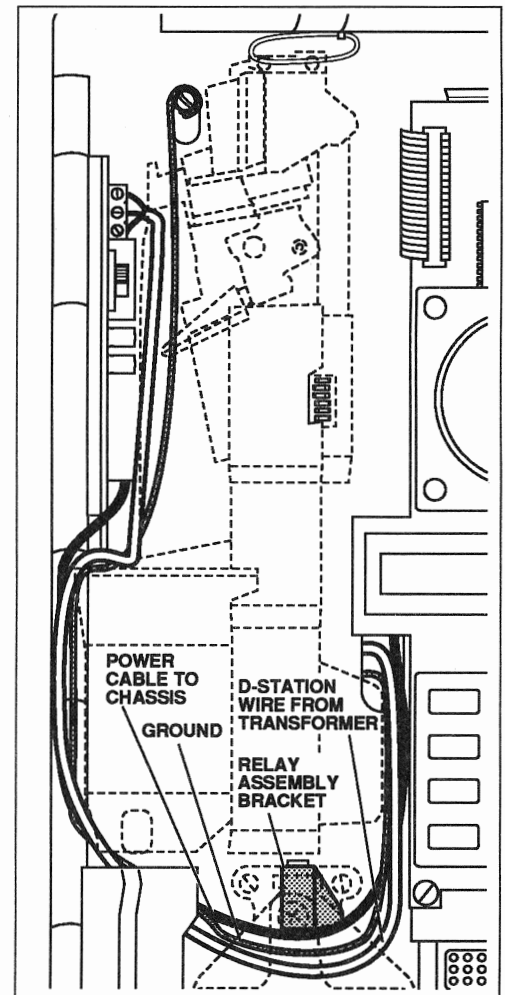 POWER
CABLE TO
CHASSIS
GROUND
D-STATION
WIRE FROM
TRANSFORMER
RELAY
ASSEMBLY
BRACKET